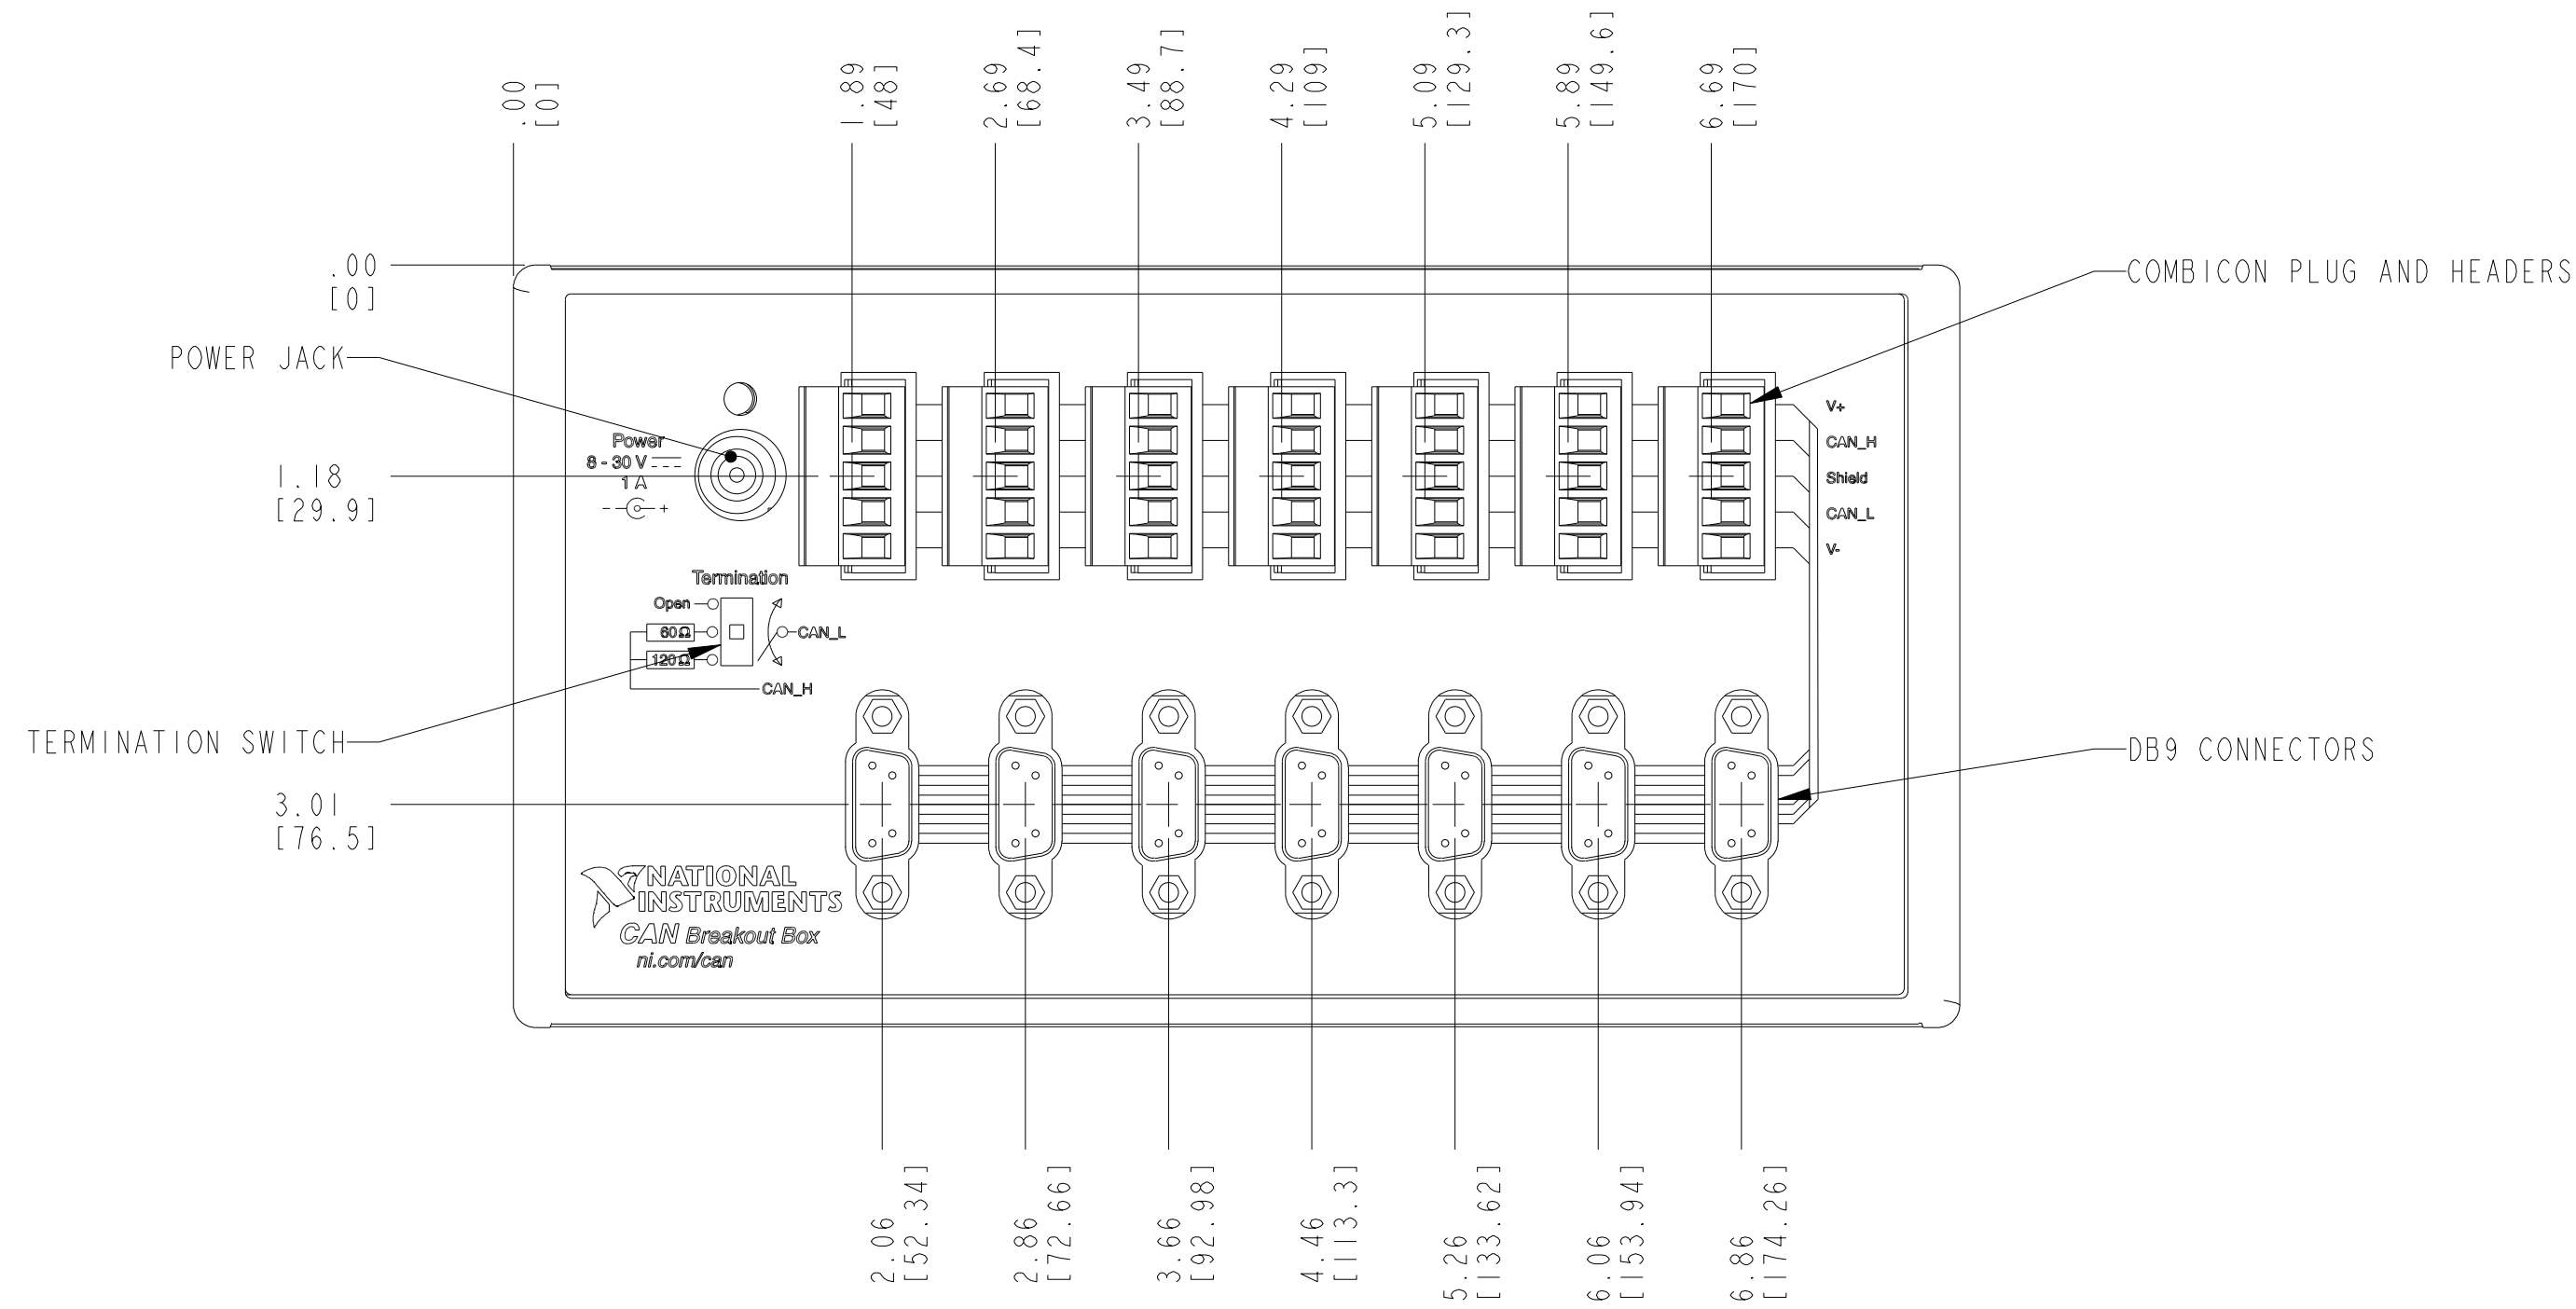 .00
[0]
1.89
[48]
2.69
[68.4]
3.49
[88.7]
4.29
[109]
5.09
[129.3]
5.89
[149.6]
6.69
[170]
.00
[0]
COMBICON PLUG AND HEADERS
POWER JACK
V+
Power
CAN_H
8 - 30 V
1.18
[29.9]
1 A
Shield
- +
CAN_L
V-
Termination
Open
60Ω
CAN_L
120Ω
CAN_H
TERMINATION SWITCH
DB9 CONNECTORS
3.01
[76.5]
NATIONAL
INSTRUMENTS
CAN Breakout Box
ni.com/can
2.06
[52.34]
2.86
[72.66]
3.66
[92.98]
4.46
[113.3]
5.26
[133.62]
6.06
[153.94]
6.86
[174.26]